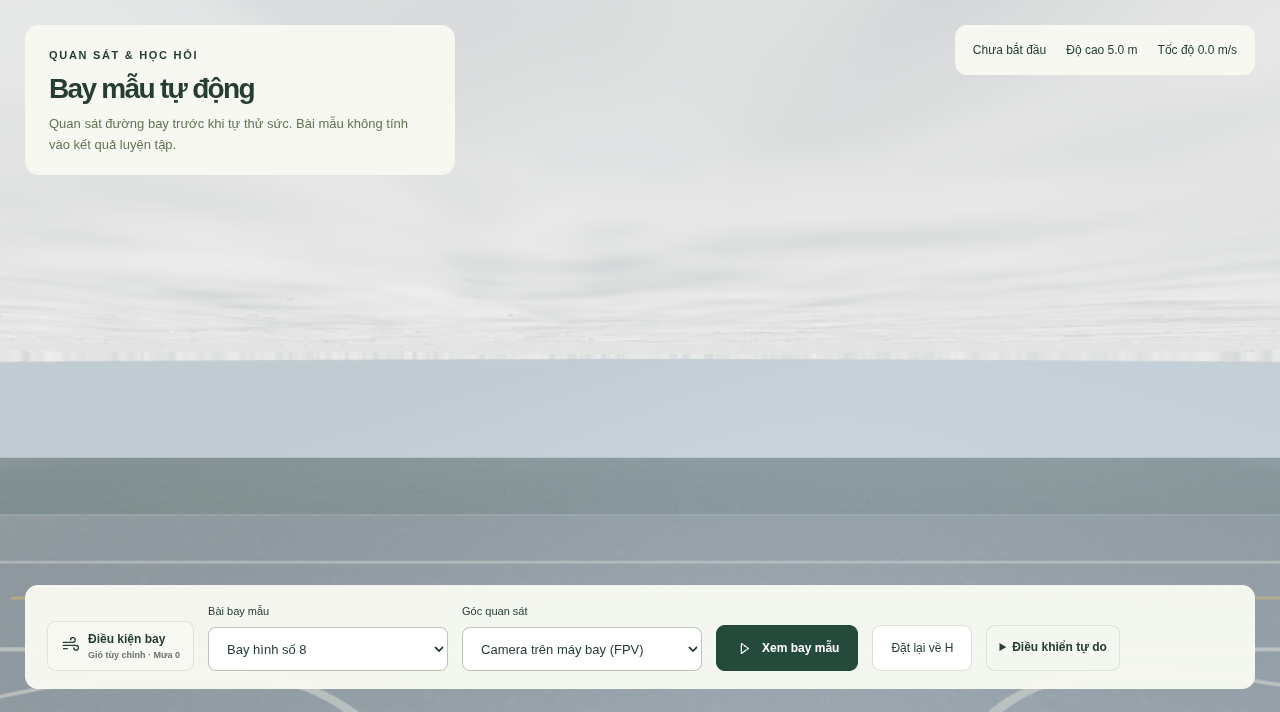 QUAN SÁT & HỌC HỎI
Bay mẫu tự động
Quan sát đường bay trước khi tự thử sức. Bài mẫu không tính
vào kết quả luyện tập.
Chưa bắt đầu Độ cao 5.0 m Tốc độ 0.0 m/s
Điều kiện bay
Gió tùy chỉnh · Mưa 0
Bài bay mẫu
Bay hình số 8
Góc quan sát
Camera trên máy bay (FPV)
Xem bay mẫu
Đặt lại về H
Điều khiển tự do